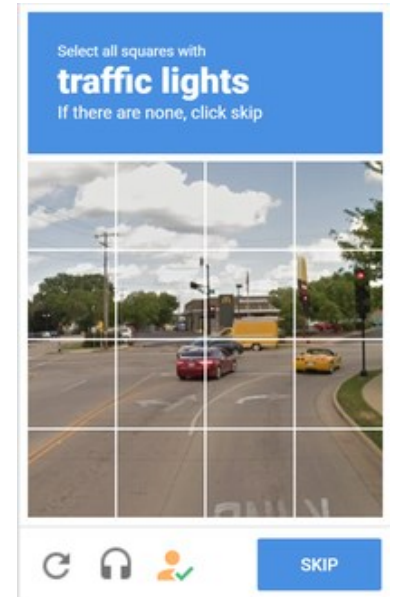 Select all squares with
traffic lights
If there are none, click skip
SKIP